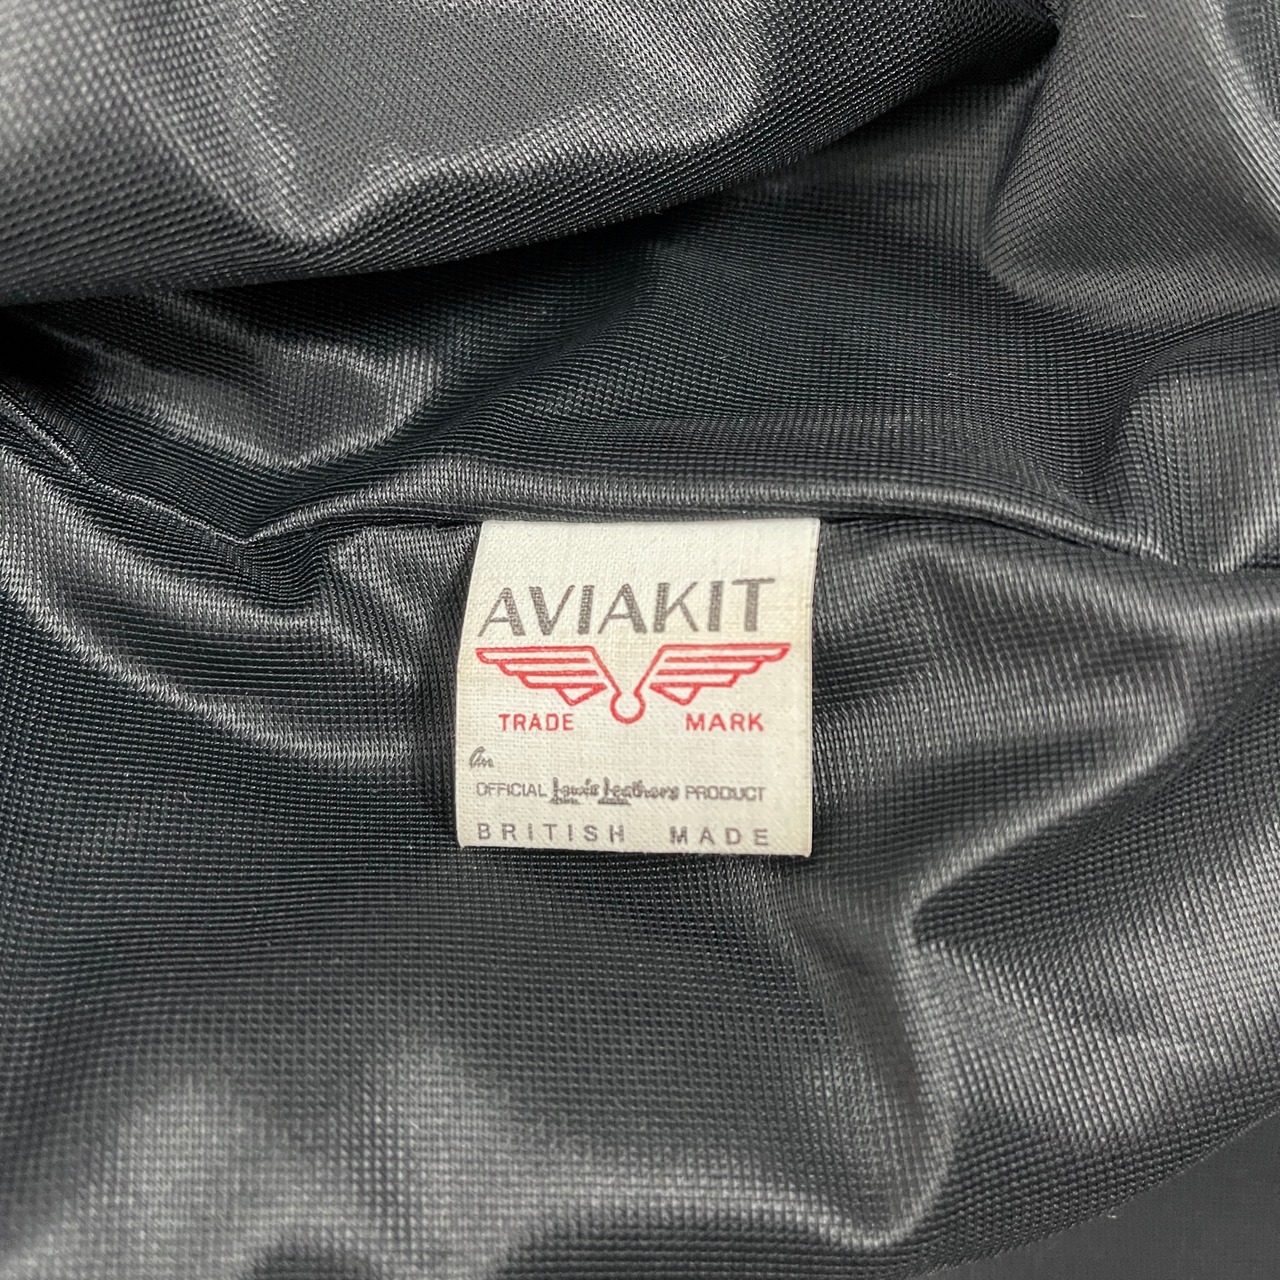 AVIAKIT
TRADE MARK
An
OFFICIAL Lewis Leathers PRODUCT
BRITISH MADE